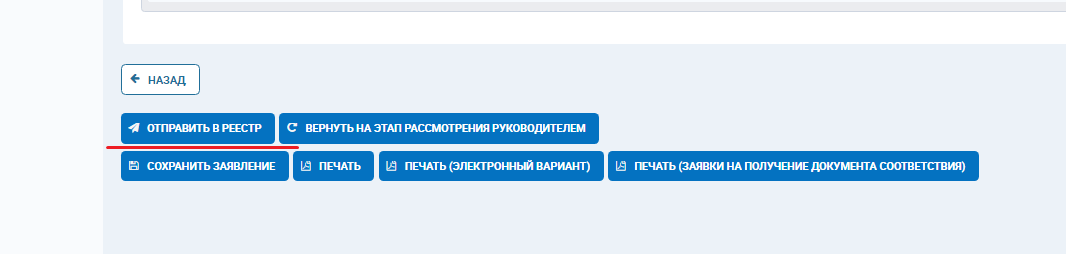 НАЗАД
ОТПРАВИТЬ В РЕЕСТР ВЕРНУТЬ НА ЭТАП РАССМОТРЕНИЯ РУКОВОДИТЕЛЕМ
СОХРАНИТЬ ЗАЯВЛЕНИЕ ПЕЧАТЬ ПЕЧАТЬ (ЭЛЕКТРОННЫЙ ВАРИАНТ) ПЕЧАТЬ (ЗАЯВКИ НА ПОЛУЧЕНИЕ ДОКУМЕНТА СООТВЕТСТВИЯ)